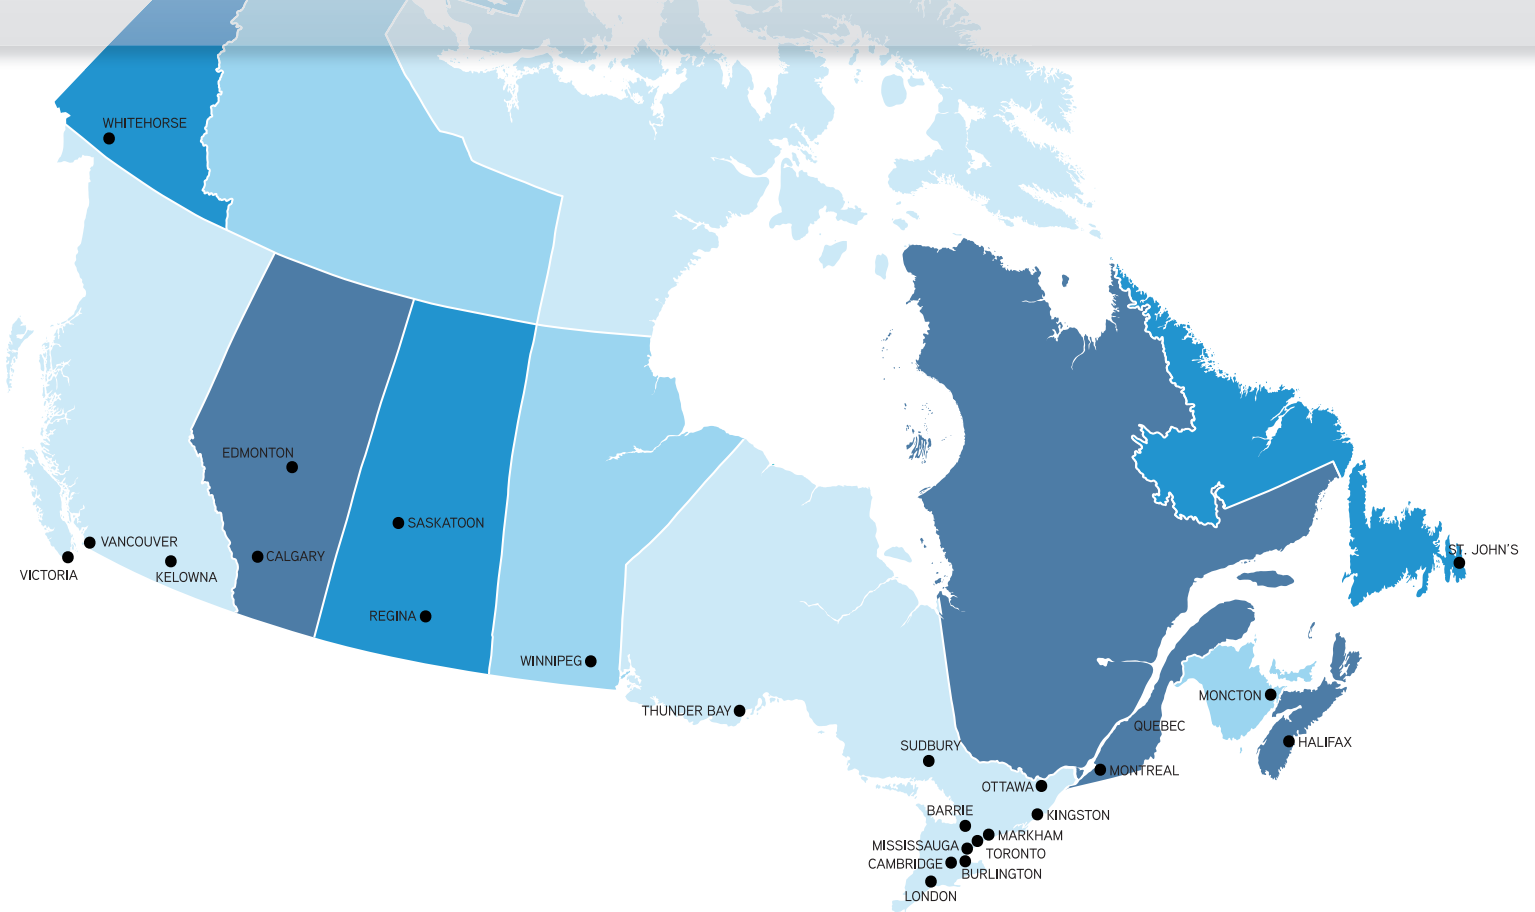 WHITEHORSE
EDMONTON
SASKATOON
VANCOUVER
CALGARY
VICTORIA
KELOWNA
REGINA
WINNIPEG
ST. JOHN'S
THUNDER BAY
MONCTON
QUEBEC
HALIFAX
SUDBURY
MONTREAL
OTTAWA
BARRIE
KINGSTON
MARKHAM
MISSISSAUGA
TORONTO
CAMBRIDGE
BURLINGTON
LONDON